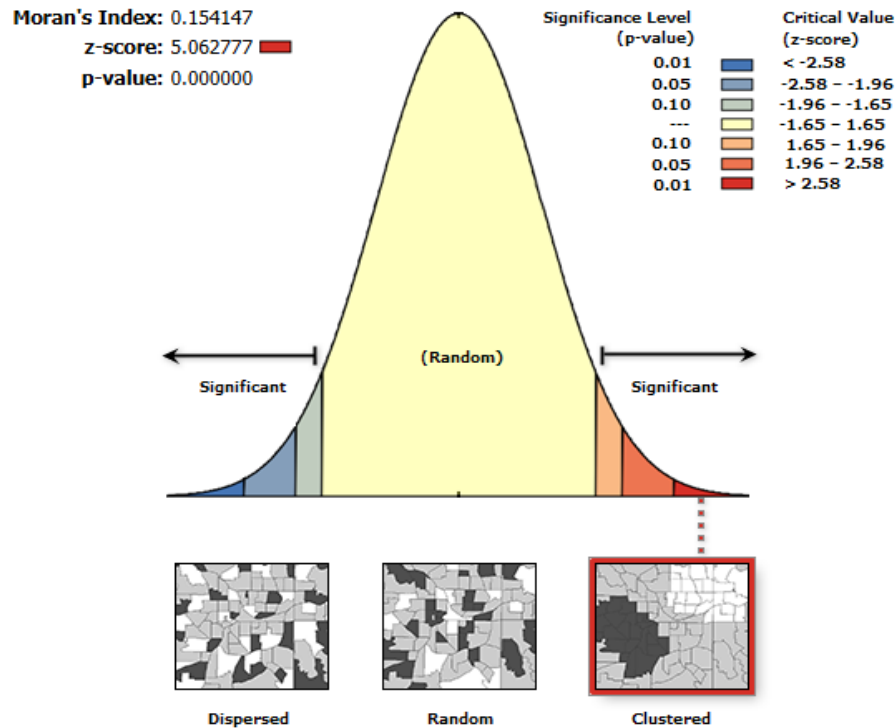 Moran's Index: 0.154147
z-score: 5.062777
p-value: 0.000000
Significance Level
(p-value)
Critical Value
(z-score)
0.01 < -2.58
0.05 -2.58 – -1.96
0.10 -1.96 – -1.65
--- -1.65 – 1.65
0.10 1.65 – 1.96
0.05 1.96 – 2.58
0.01 > 2.58
(Random)
Significant
Significant
Dispersed
Random
Clustered